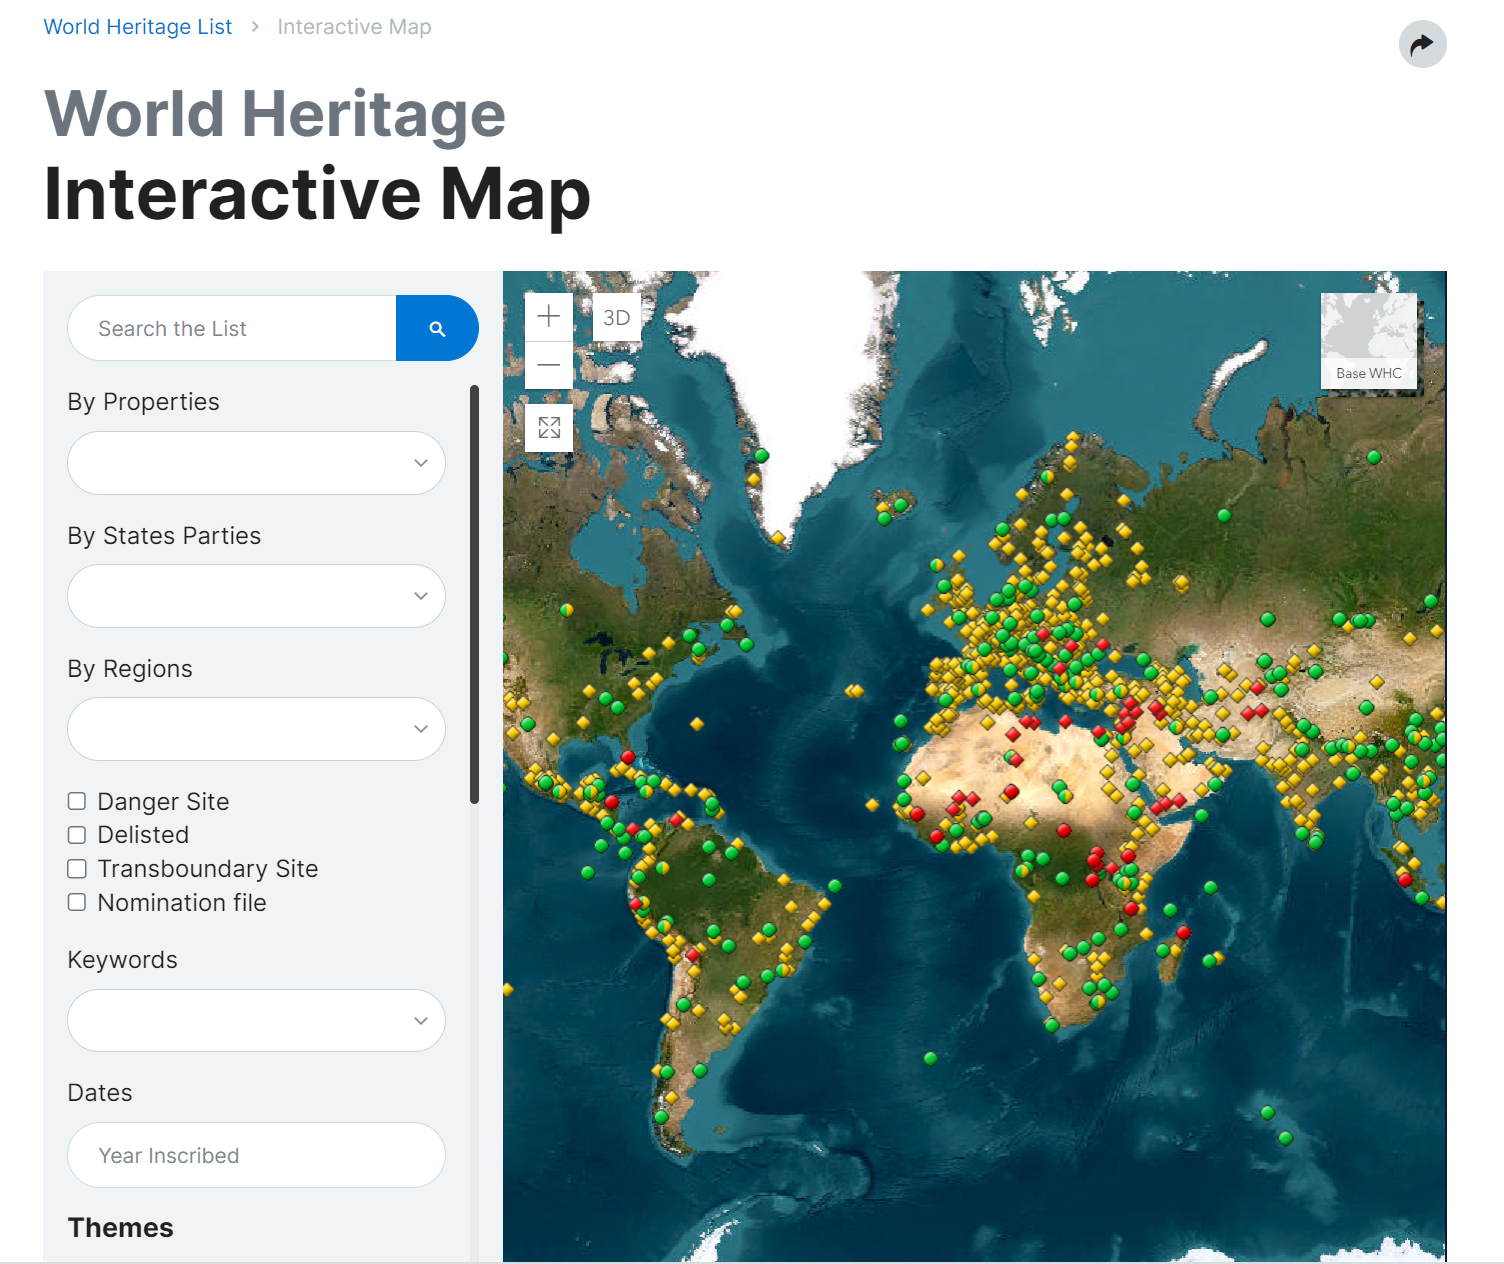 World Heritage List > Interactive Map
World Heritage
Interactive Map
Search the List
3D
Base WHC
By Properties
By States Parties
By Regions
Danger Site
Delisted
Transboundary Site
Nomination file
Keywords
Dates
Year Inscribed
Themes